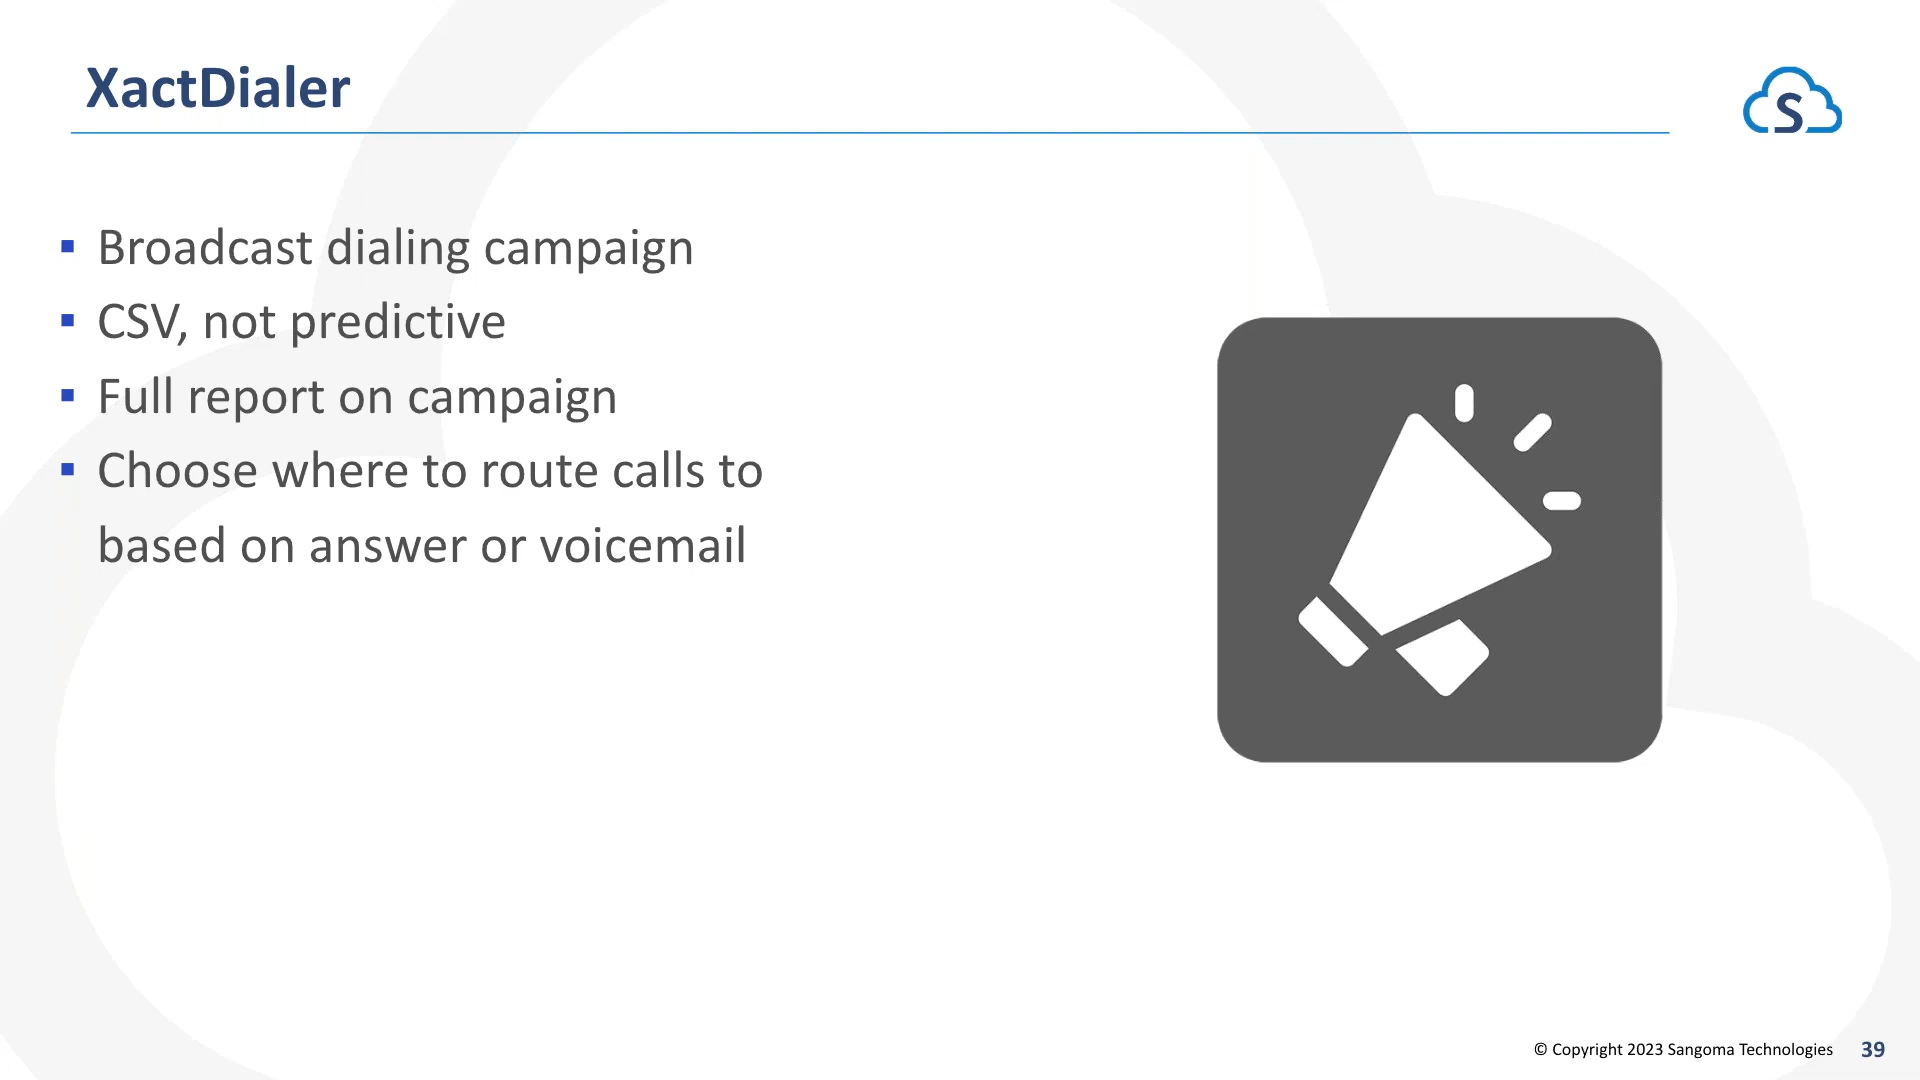 XactDialer
S
▪ Broadcast dialing campaign
▪ CSV, not predictive
▪ Full report on campaign
▪ Choose where to route calls to
based on answer or voicemail
© Copyright 2023 Sangoma Technologies 39